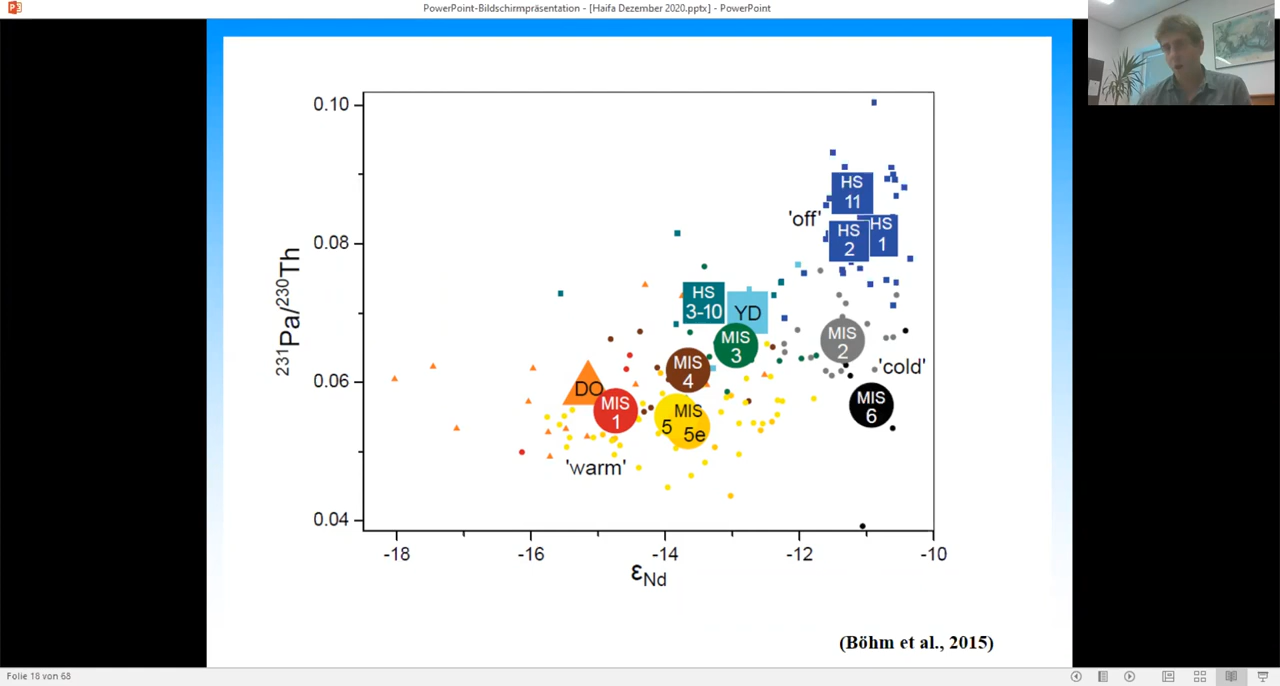 PowerPoint-Bildschirmpräsentation - [Haifa Dezember 2020.pptx] - PowerPoint
0.10
0.08
0.06
0.04
231Pa/230Th
-18
-16
-14
-12
-10
εNd
HS
11
'off'
HS
2
HS
1
HS
3-10
YD
MIS
3
MIS
2
'cold'
MIS
4
MIS
6
DO
MIS
1
MIS
5
5e
'warm'
(Böhm et al., 2015)
Folie 18 von 68